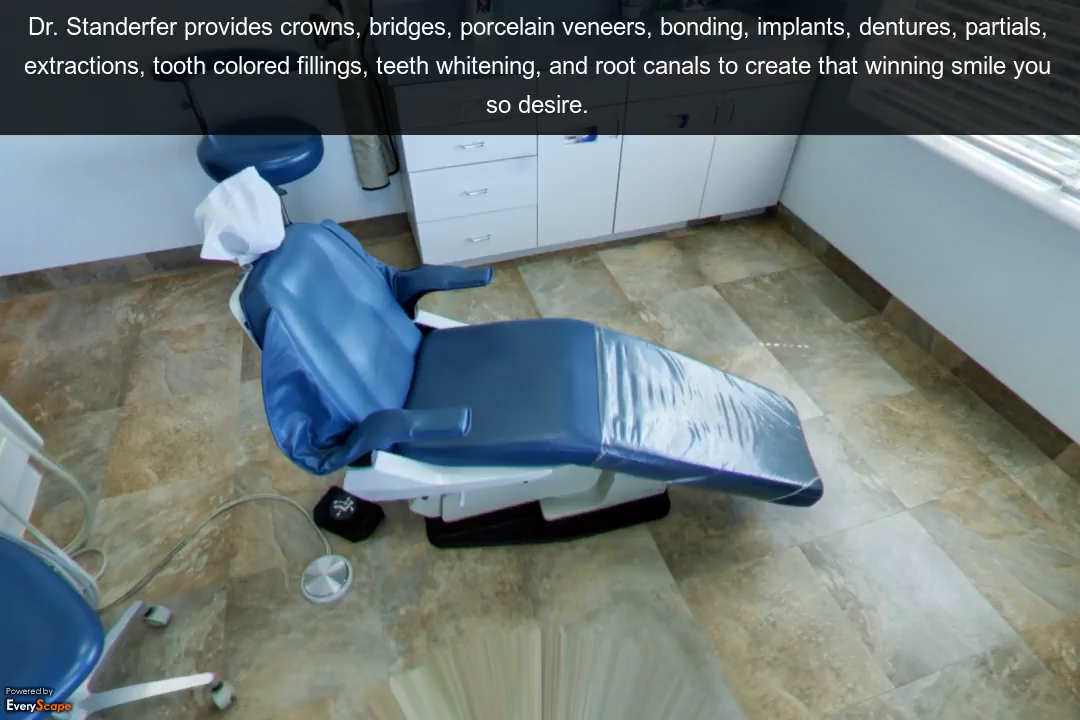 Dr. Standerfer provides crowns, bridges, porcelain veneers, bonding, implants, dentures, partials,
extractions, tooth colored fillings, teeth whitening, and root canals to create that winning smile you
so desire.
Powered by
EveryScape